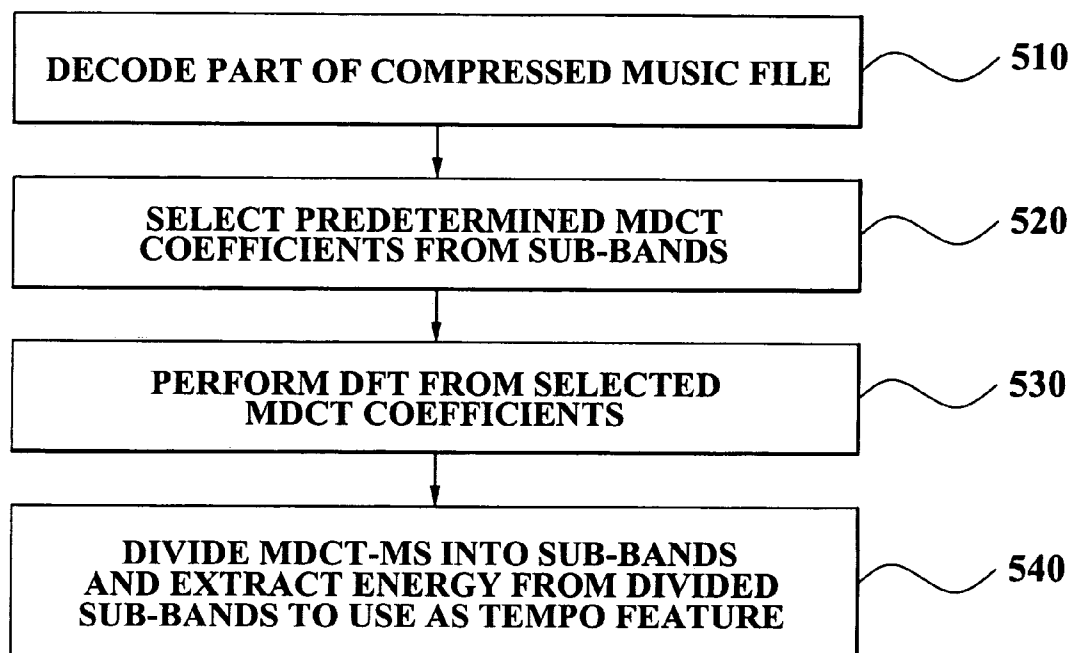 DECODE PART OF COMPRESSED MUSIC FILE
510
SELECT PREDETERMINED MDCT
COEFFICIENTS FROM SUB-BANDS
520
PERFORM DFT FROM SELECTED
MDCT COEFFICIENTS
530
DIVIDE MDCT-MS INTO SUB-BANDS
AND EXTRACT ENERGY FROM DIVIDED
SUB-BANDS TO USE AS TEMPO FEATURE
540